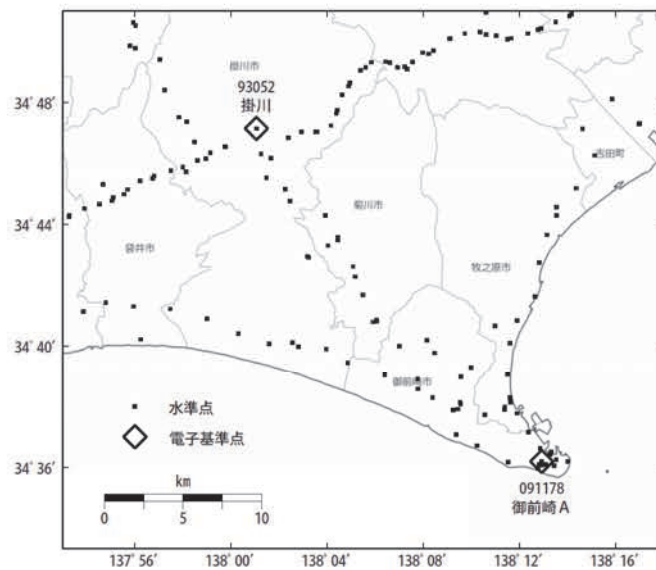 掛川市
93052
掛川
34° 48′
吉田町
菊川市
34° 44′
袋井市
牧之原市
34° 40′
御前崎市
水準点
電子基準点
34° 36′
km
0 5 10
091178
御前崎 A
137° 56′ 138° 00′ 138° 04′ 138° 08′ 138° 12′ 138° 16′